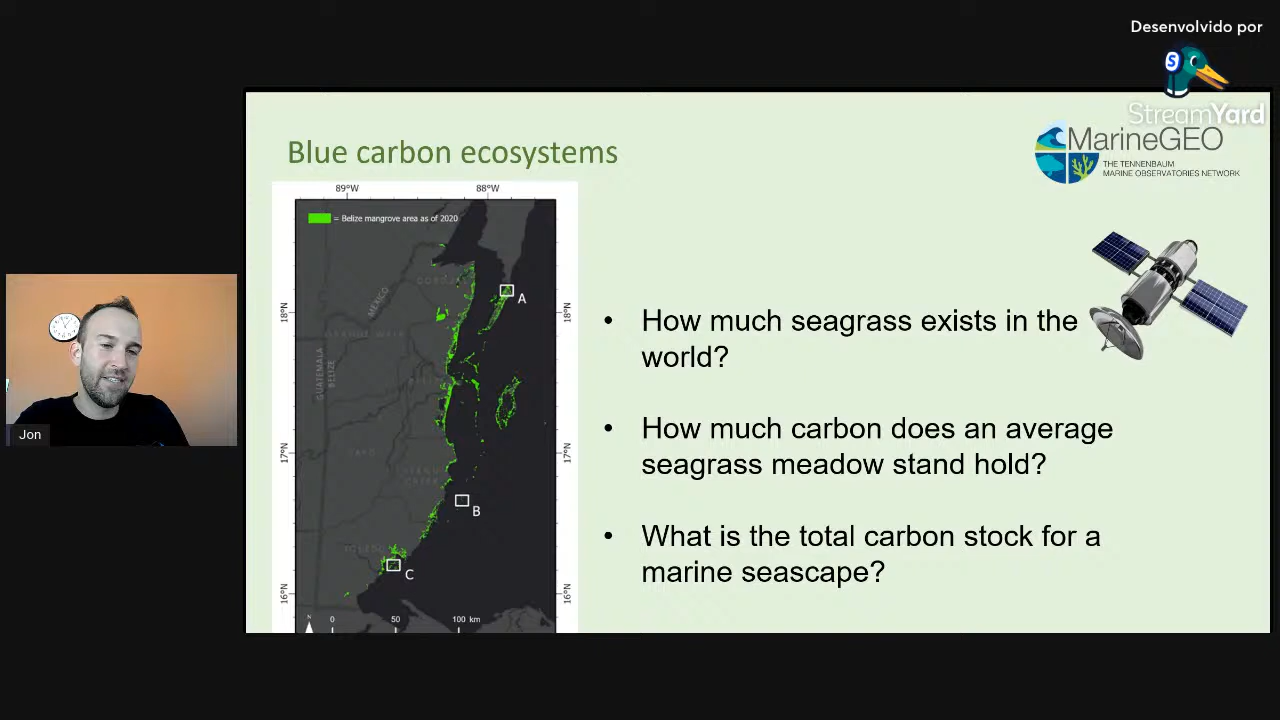 Desenvolvido por
S
StreamYard
Blue carbon ecosystems
MarineGEO
THE TENNENBAUM
MARINE OBSERVATORIES NETWORK
89°W
88°W
= Belize mangrove area as of 2020
MEXICO
GUATEMALA
BELIZE
18°N
18°N
17°N
17°N
16°N
16°N
A
B
C
N
0
50
100 km
• How much seagrass exists in the
world?
• How much carbon does an average
seagrass meadow stand hold?
• What is the total carbon stock for a
marine seascape?
Jon